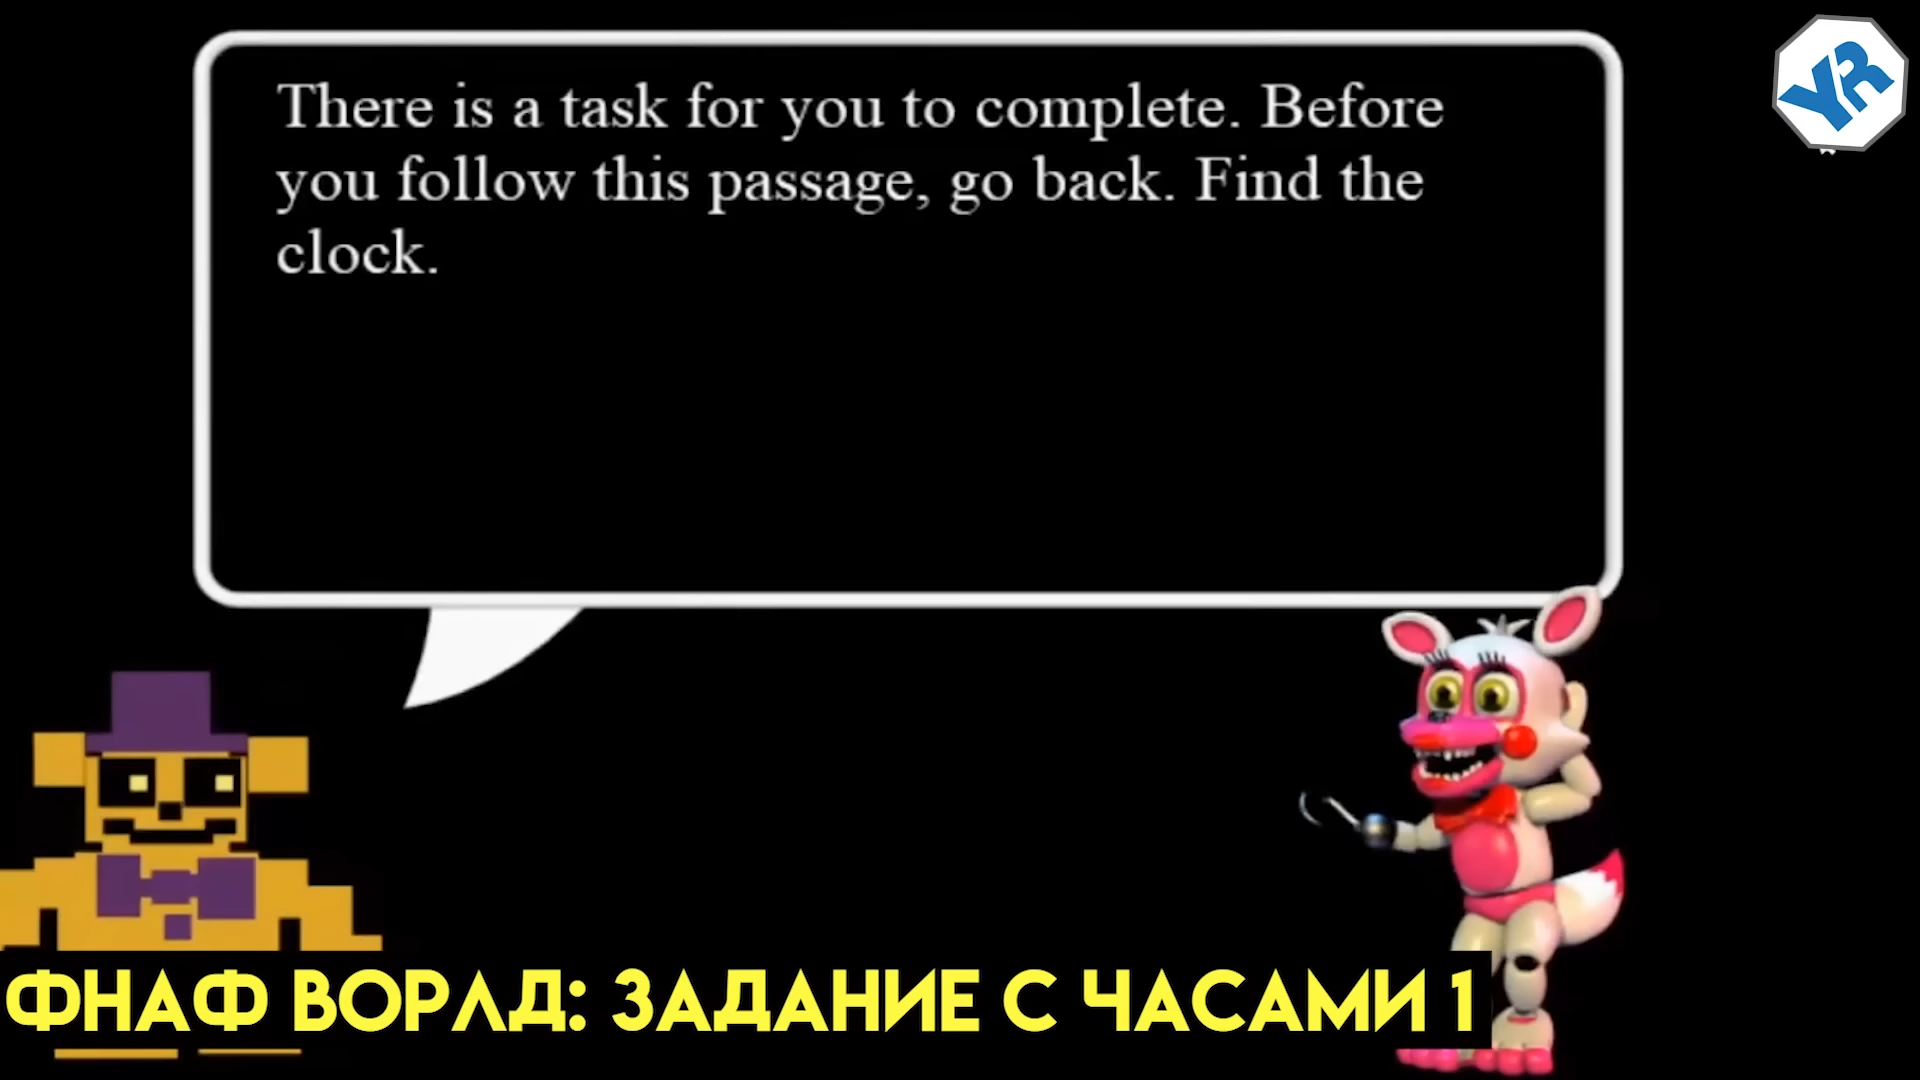 There is a task for you to complete. Before
you follow this passage, go back. Find the
clock.
YR
ФНАФ ВОРЛД: ЗАДАНИЕ С ЧАСАМИ 1